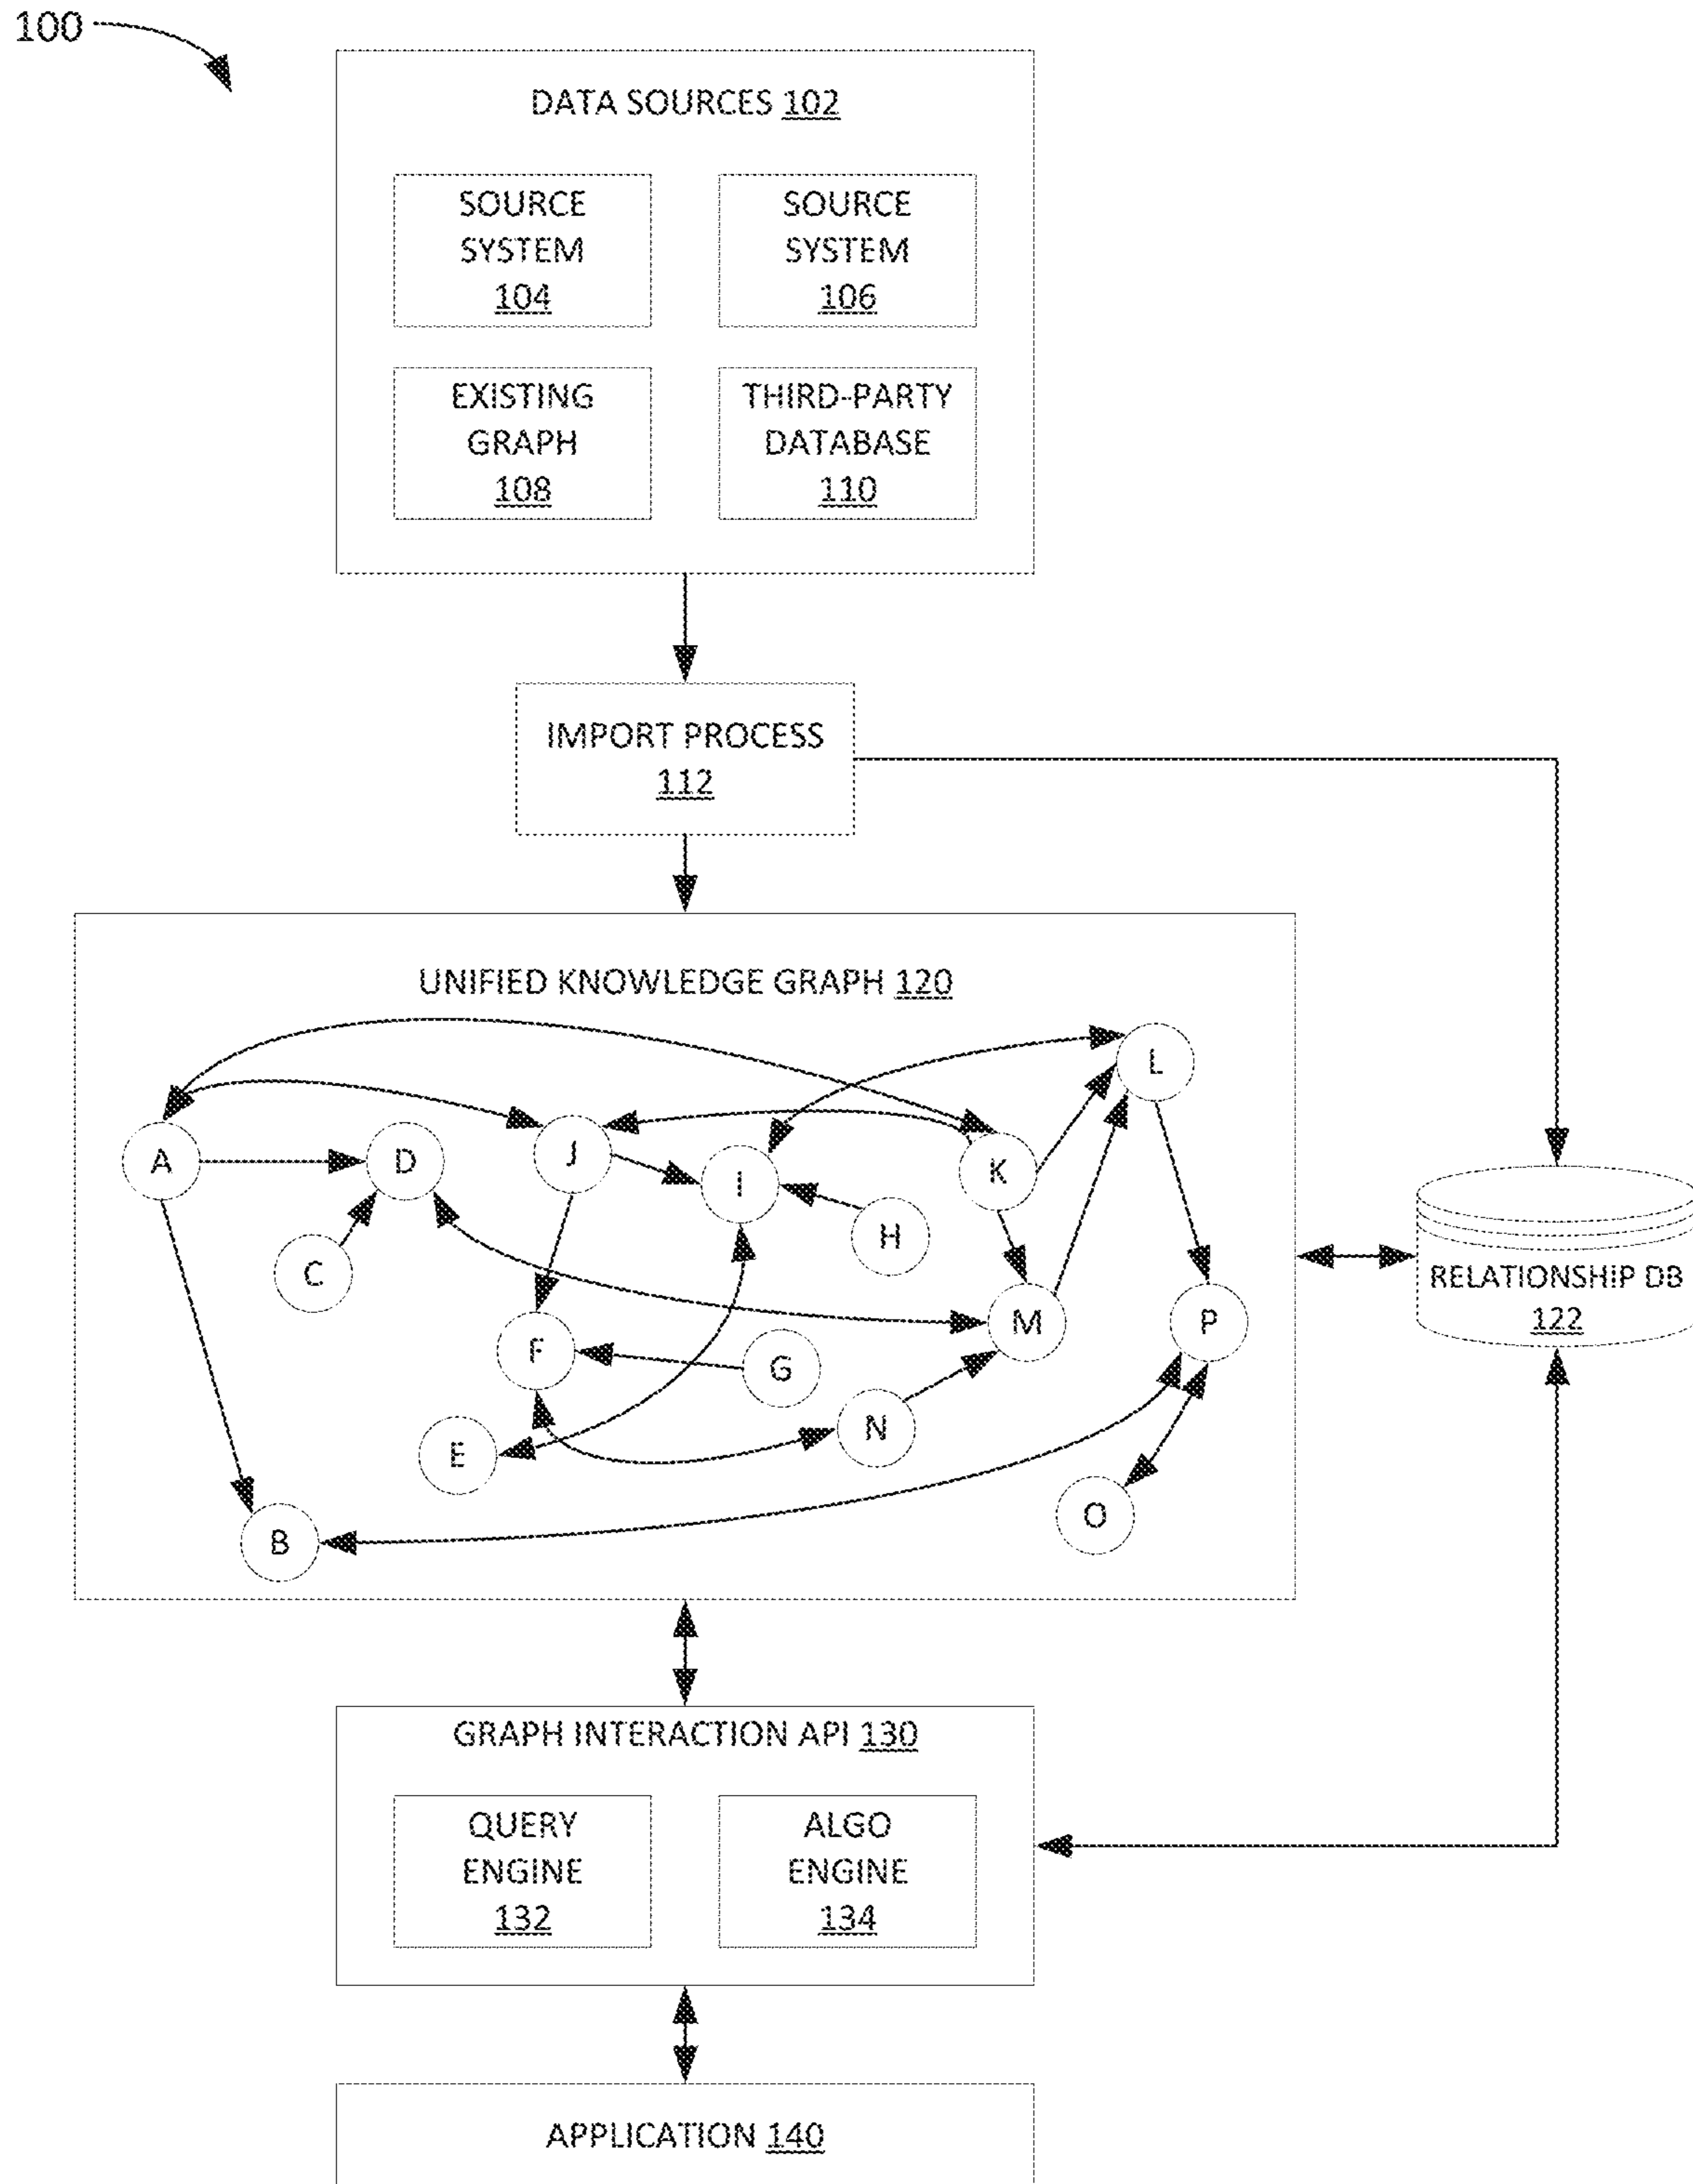 100
DATA SOURCES 102
SOURCE
SYSTEM
104
SOURCE
SYSTEM
106
EXISTING
GRAPH
108
THIRD-PARTY
DATABASE
110
IMPORT PROCESS
112
UNIFIED KNOWLEDGE GRAPH 120
L
A
D
J
I
K
H
C
M
P
F
G
N
E
O
B
RELATIONSHIP DB
122
GRAPH INTERACTION API 130
QUERY
ENGINE
132
ALGO
ENGINE
134
APPLICATION 140